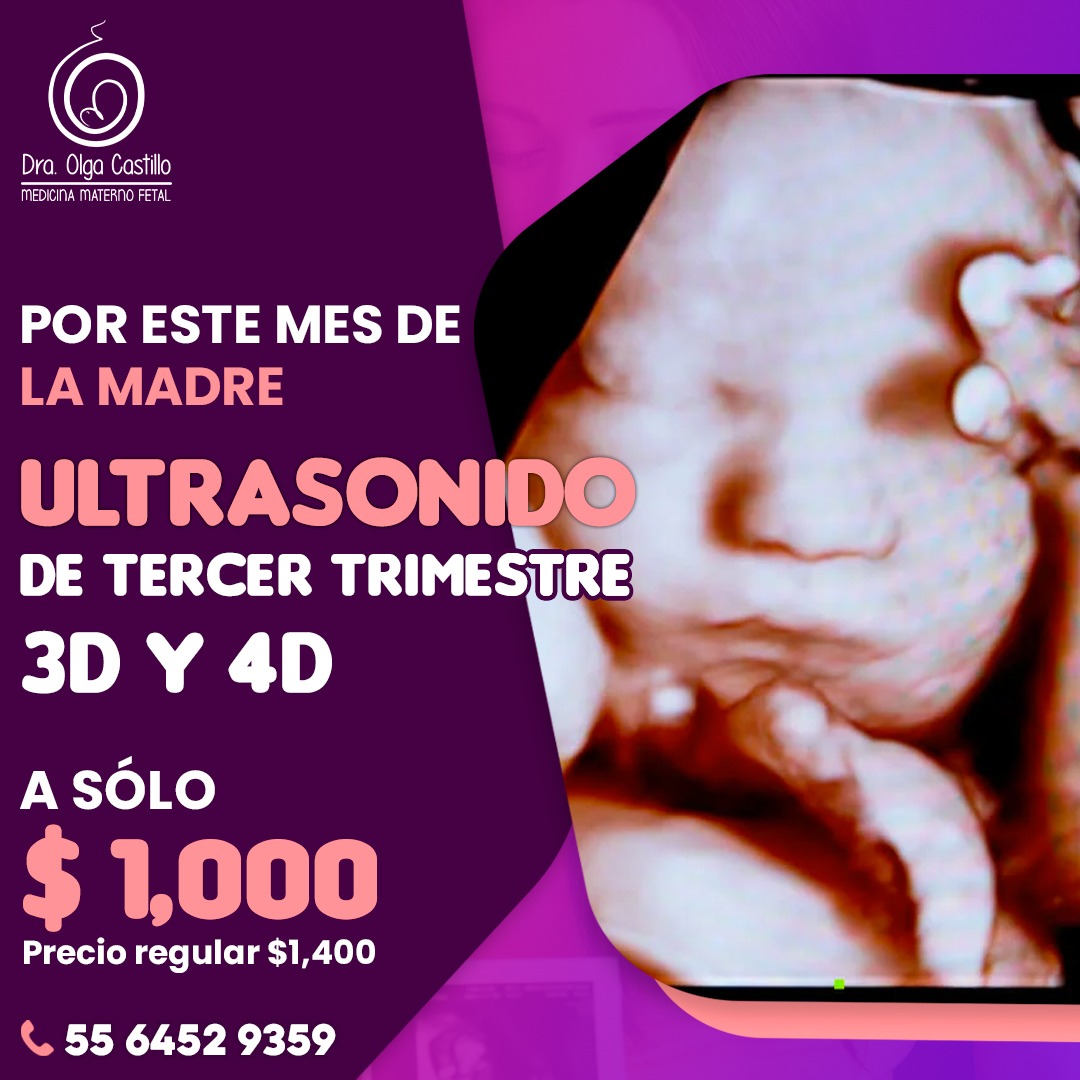 Dra. Olga Castillo
MEDICINA MATERNO FETAL
POR ESTE MES DE
LA MADRE
ULTRASONIDO
DE TERCER TRIMESTRE
3D Y 4D
A SÓLO
$ 1,000
Precio regular $1,400
55 6452 9359